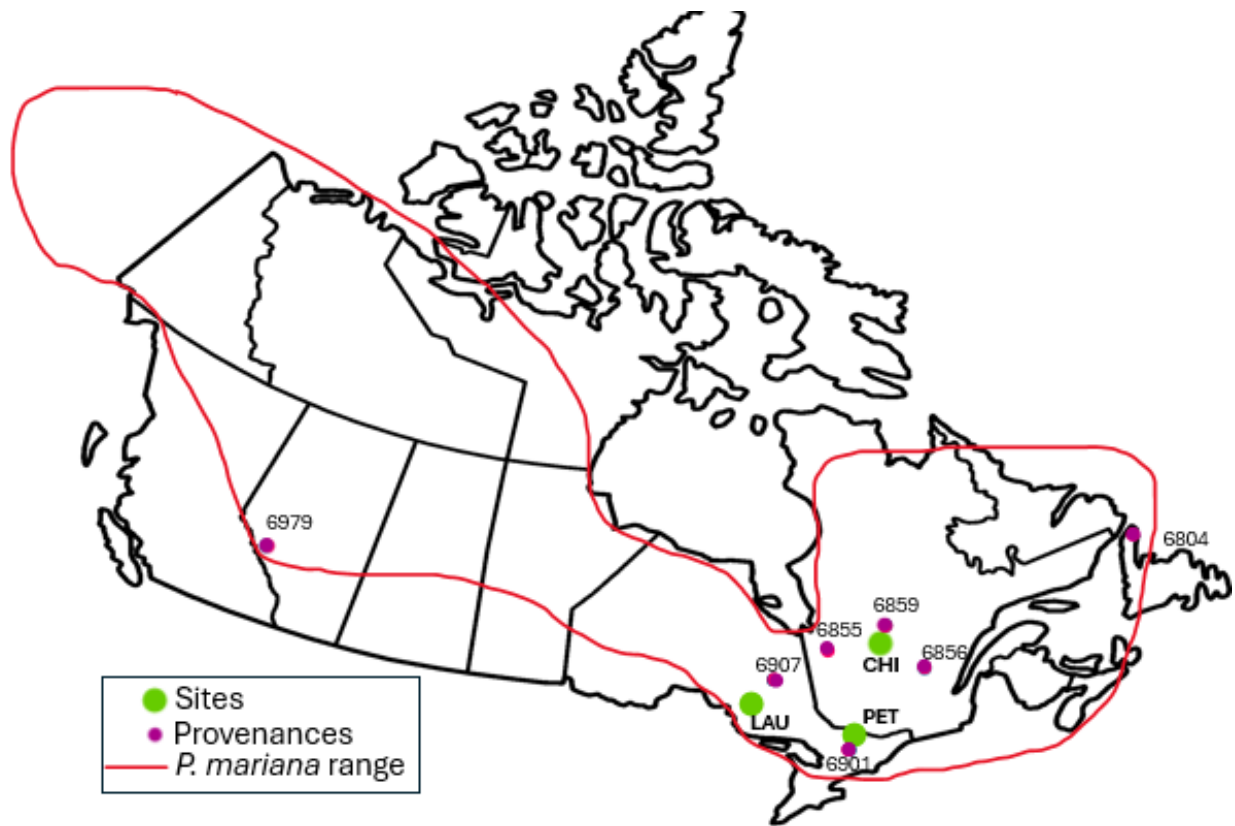 6979
6804
6859
6855
6856
CHI
6907
LAU
PET
6901
Sites
Provenances
P. mariana range